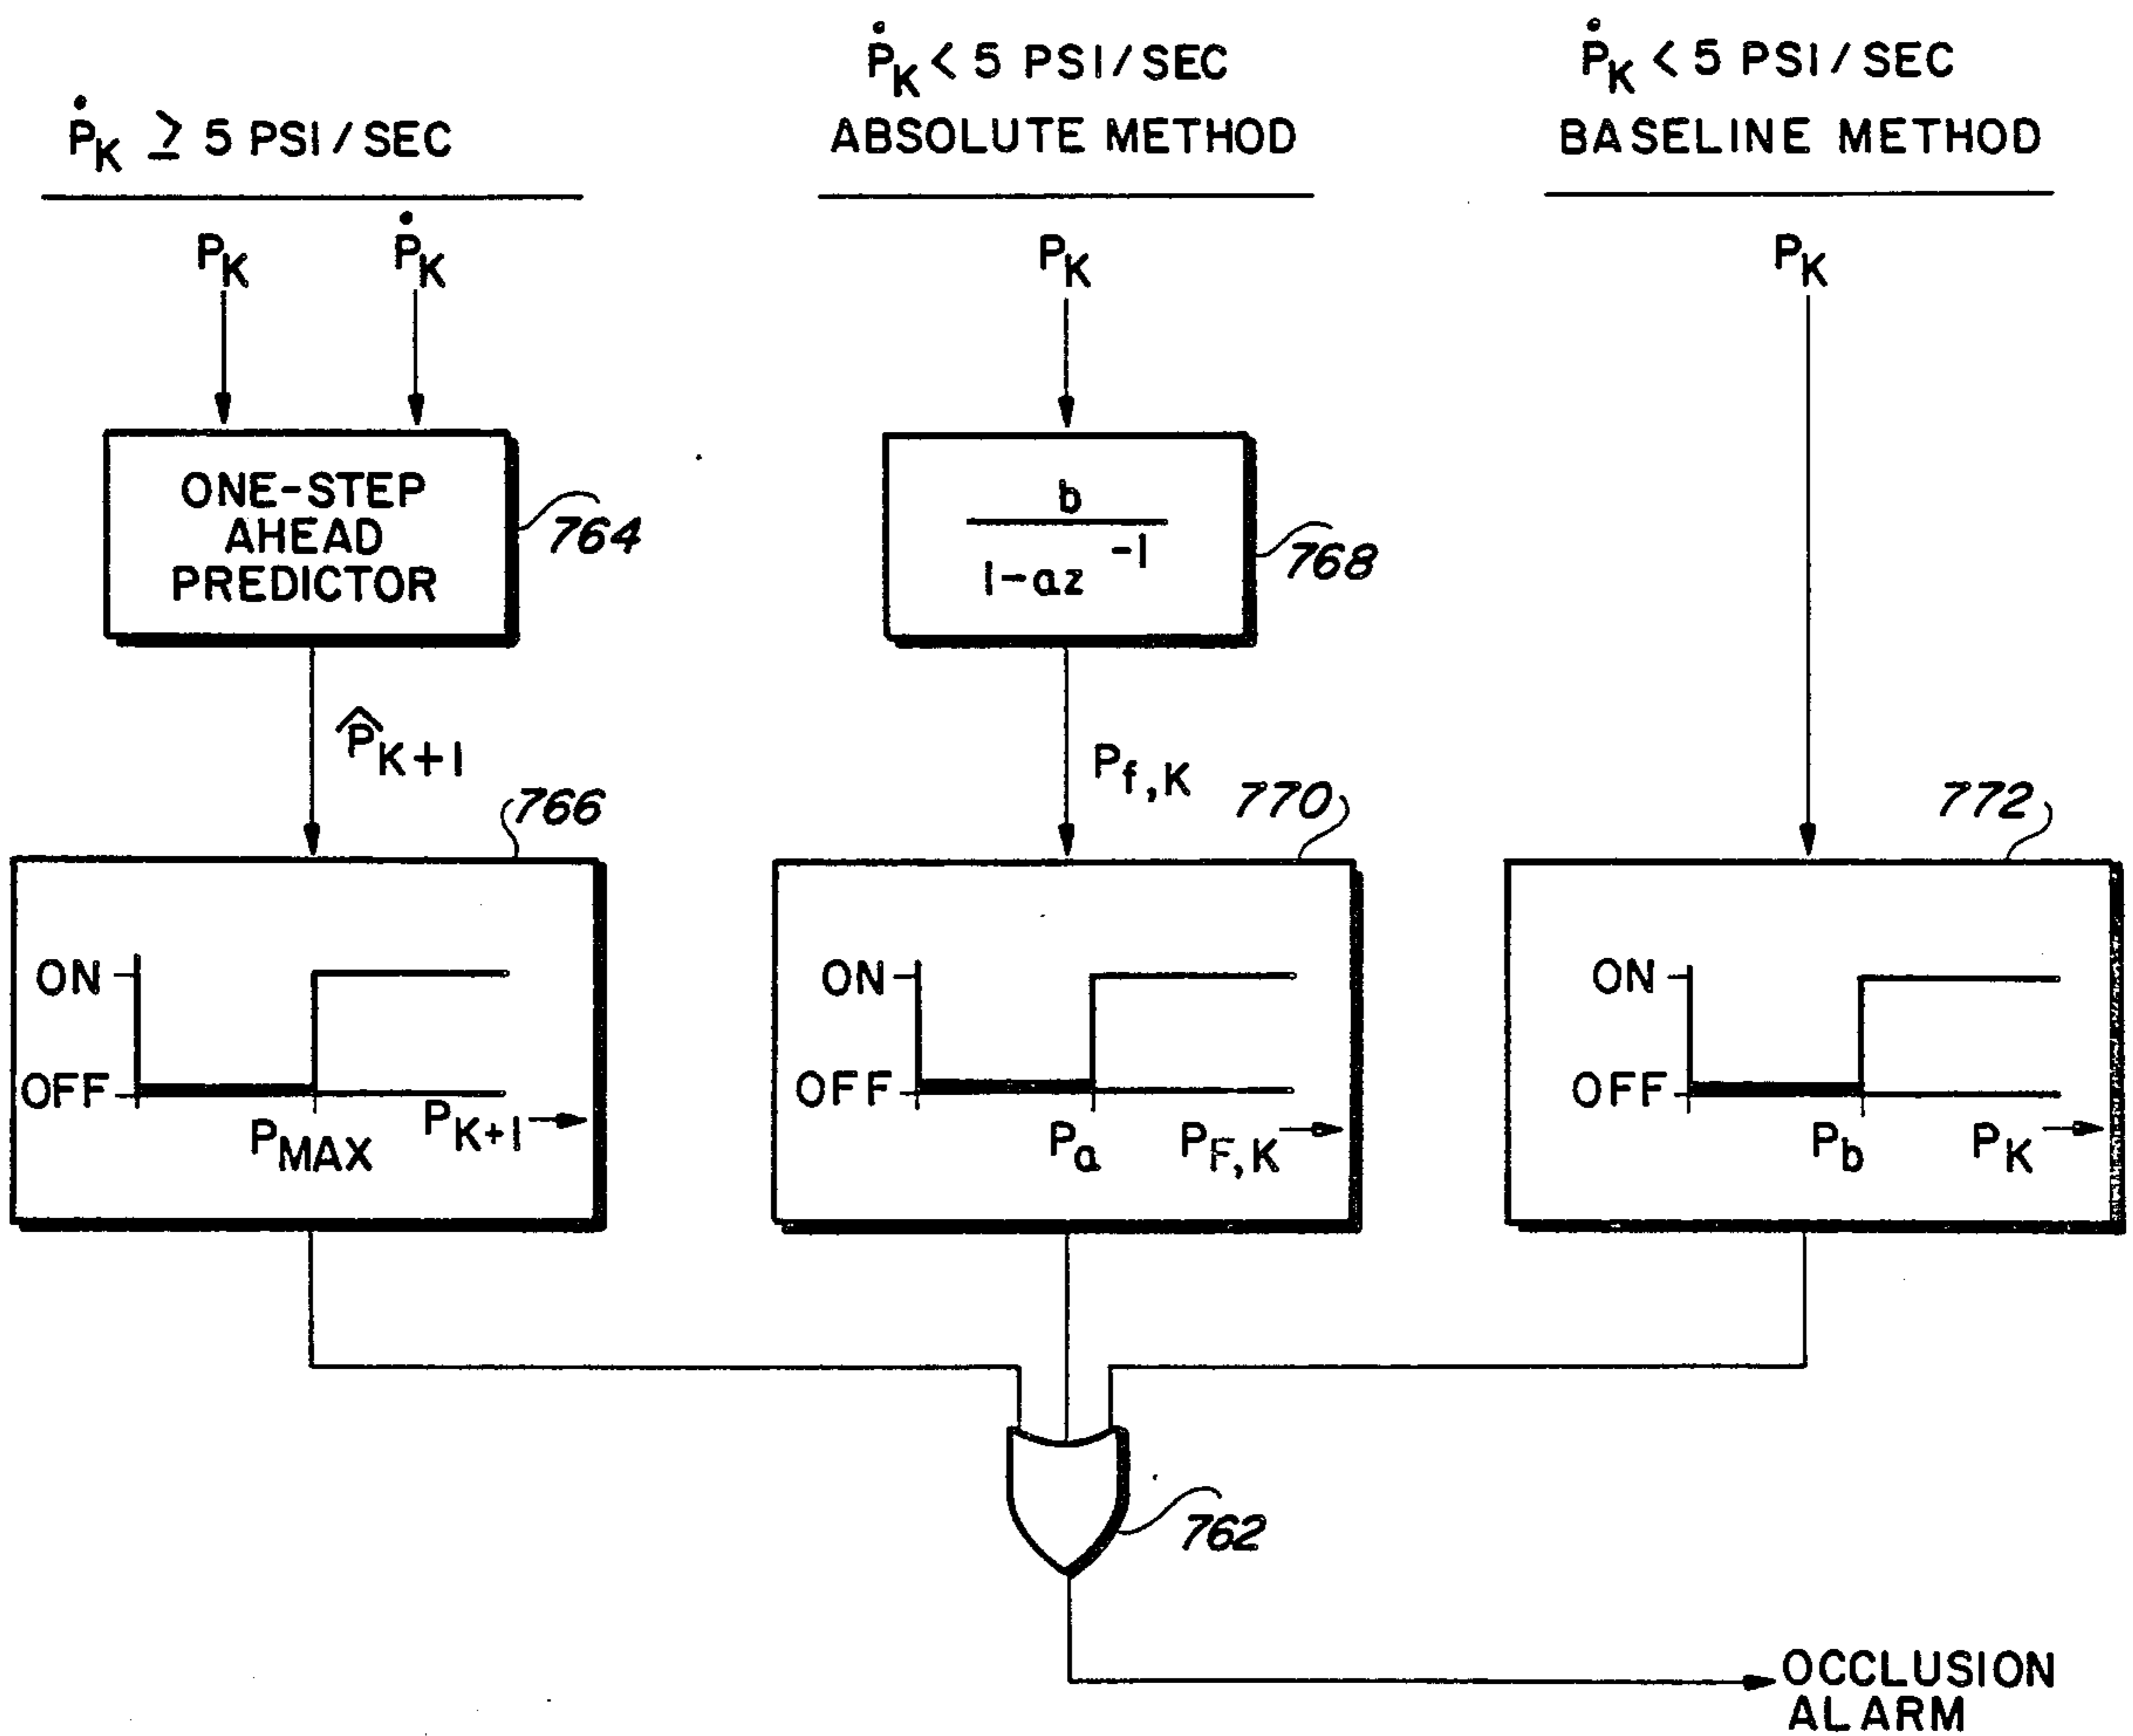 Ṗ_K ≥ 5 PSI/SEC
Ṗ_K < 5 PSI/SEC
ABSOLUTE METHOD
Ṗ_K < 5 PSI/SEC
BASELINE METHOD
P_K
Ṗ_K
P_K
P_K
ONE-STEP
AHEAD
PREDICTOR
764
b
1-az^-1
768
P̂_K+1
P_f,K
766
770
772
ON
OFF
P_MAX
P_K+1
ON
OFF
P_a
P_F,K
ON
OFF
P_b
P_K
762
OCCLUSION
ALARM